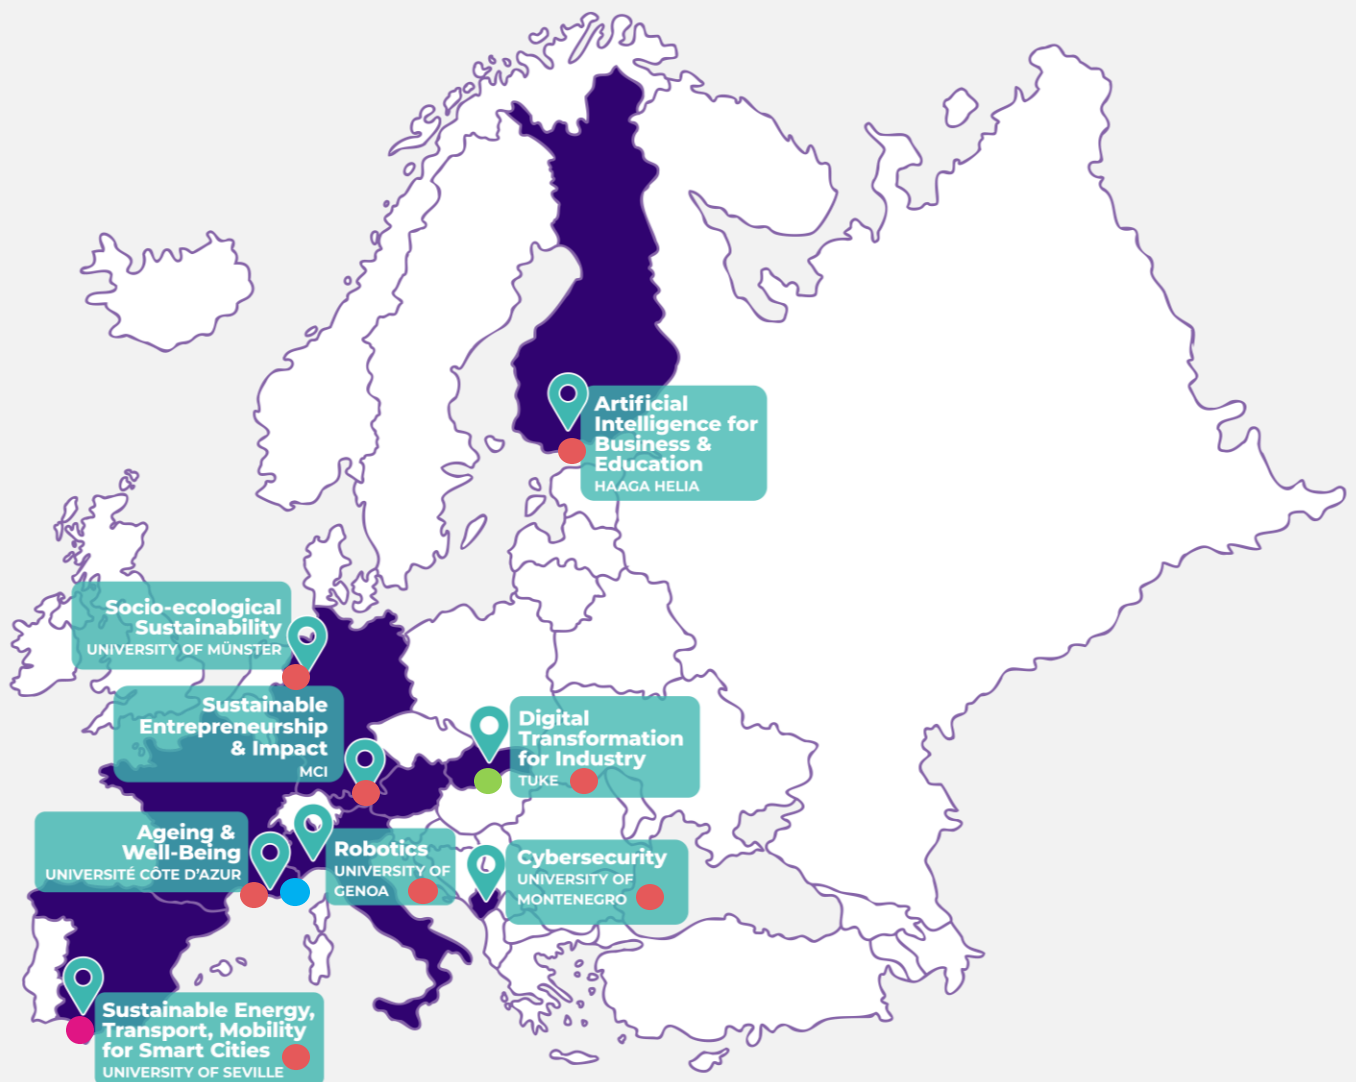 Artificial
Intelligence for
Business &
Education
HAAGA HELIA
Socio-ecological
Sustainability
UNIVERSITY OF MÜNSTER
Sustainable
Entrepreneurship
& Impact
MCI
Digital
Transformation
for Industry
TUKE
Ageing &
Well-Being
UNIVERSITÉ CÔTE D'AZUR
Robotics
UNIVERSITY OF
GENOA
Cybersecurity
UNIVERSITY OF
MONTENEGRO
Sustainable Energy,
Transport, Mobility
for Smart Cities
UNIVERSITY OF SEVILLE